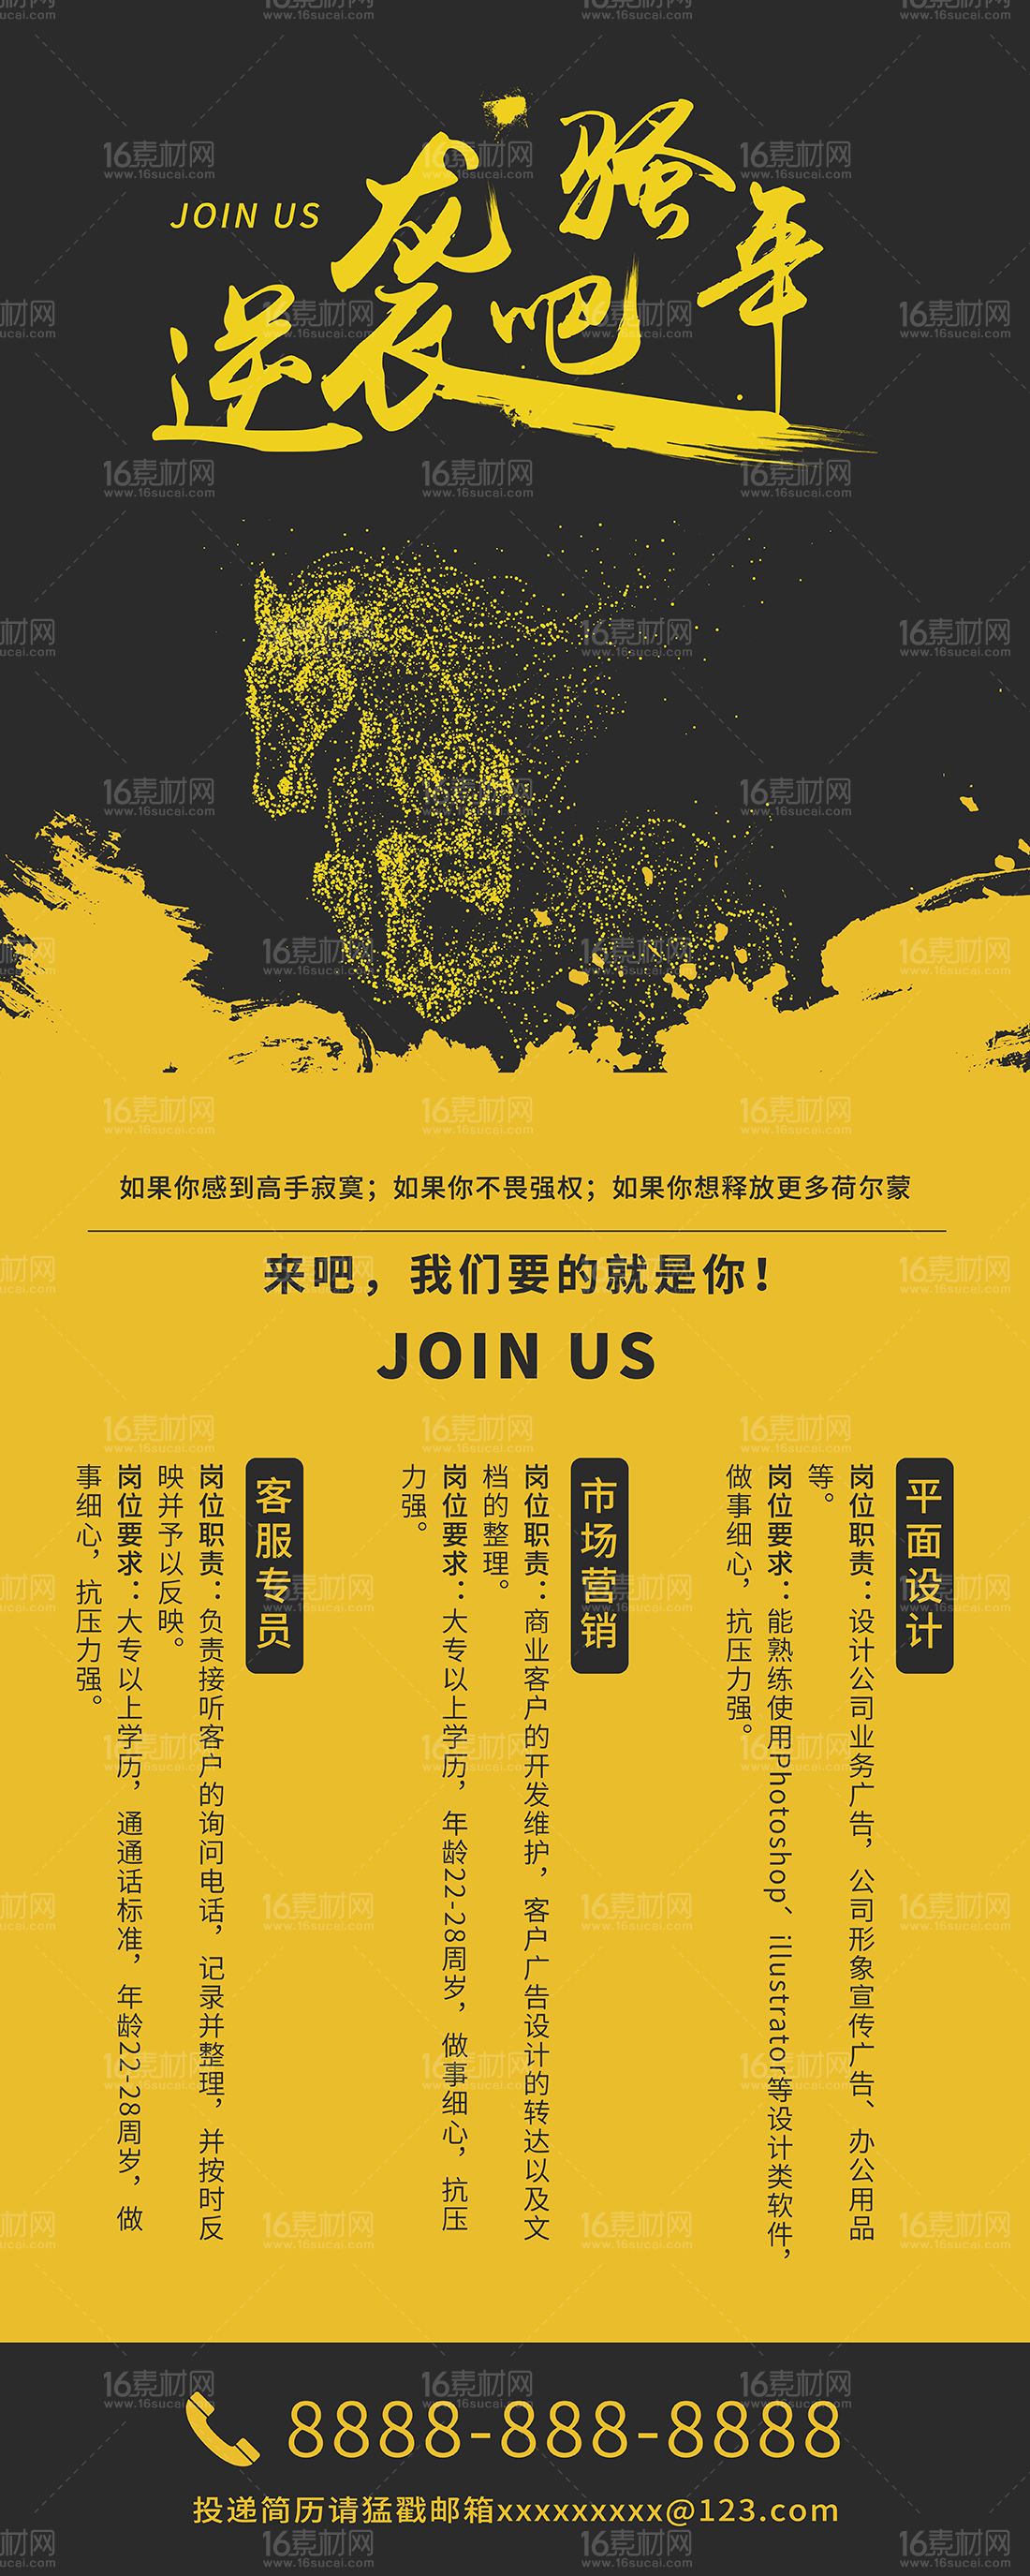 JOIN US
逆袭吧
骚年
如果你感到高手寂寞；如果你不畏强权；如果你想释放更多荷尔蒙
来吧，我们要的就是你！
JOIN US
平面设计
岗位职责：设计公司业务广告，公司形象宣传广告、办公用品
等。
岗位要求：能熟练使用Photoshop、illustrator等设计类软件，
做事细心，抗压力强。
市场营销
岗位职责：商业客户的开发维护，客户广告设计的转达以及文
档的整理。
岗位要求：大专以上学历，年龄22-28周岁，做事细心，抗压
力强。
客服专员
岗位职责：负责接听客户的询问电话，记录并整理，并按时反
映并予以反映。
岗位要求：大专以上学历，通通话标准，年龄22-28周岁，做
事细心，抗压力强。
8888-888-8888
投递简历请猛戳邮箱xxxxxxxxx@123.com
16素材网
www.16sucai.com